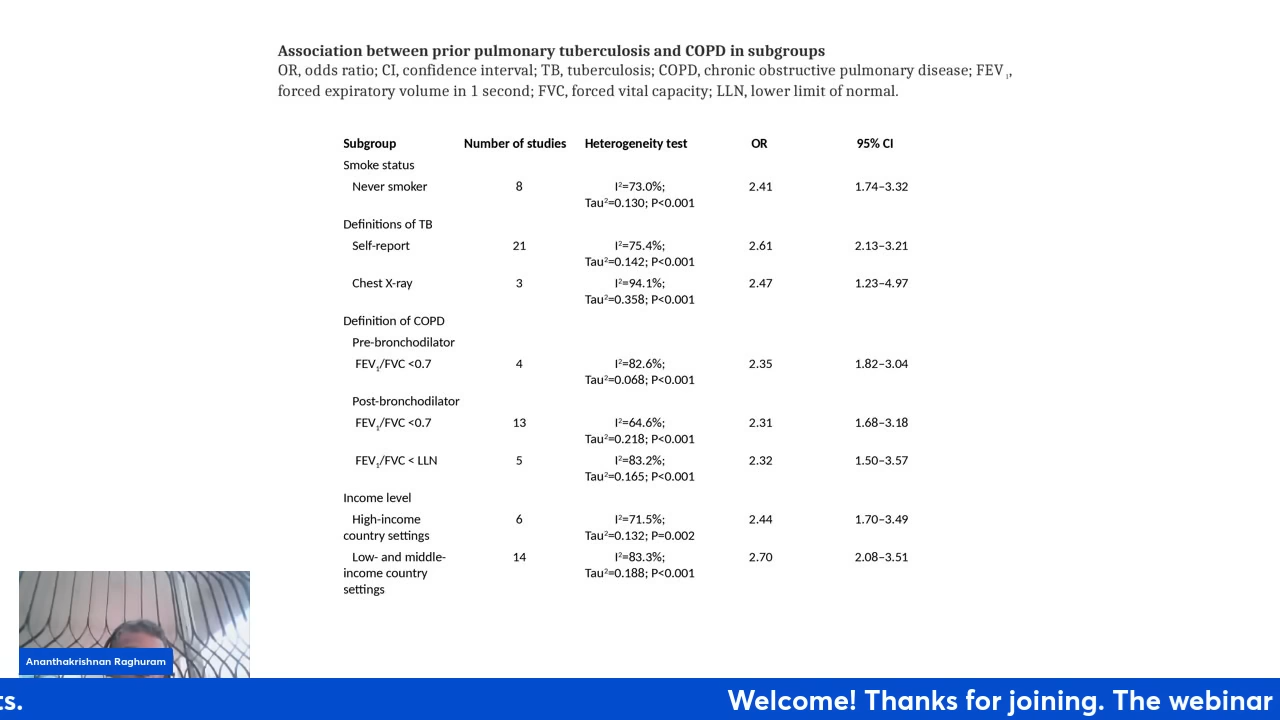 Association between prior pulmonary tuberculosis and COPD in subgroups
OR, odds ratio; CI, confidence interval; TB, tuberculosis; COPD, chronic obstructive pulmonary disease; FEV₁,
forced expiratory volume in 1 second; FVC, forced vital capacity; LLN, lower limit of normal.
Subgroup Number of studies Heterogeneity test OR 95% CI
Smoke status
Never smoker 8 I²=73.0%; 2.41 1.74–3.32
Tau²=0.130; P<0.001
Definitions of TB
Self-report 21 I²=75.4%; 2.61 2.13–3.21
Tau²=0.142; P<0.001
Chest X-ray 3 I²=94.1%; 2.47 1.23–4.97
Tau²=0.358; P<0.001
Definition of COPD
Pre-bronchodilator
FEV₁/FVC <0.7 4 I²=82.6%; 2.35 1.82–3.04
Tau²=0.068; P<0.001
Post-bronchodilator
FEV₁/FVC <0.7 13 I²=64.6%; 2.31 1.68–3.18
Tau²=0.218; P<0.001
FEV₁/FVC < LLN 5 I²=83.2%; 2.32 1.50–3.57
Tau²=0.165; P<0.001
Income level
High-income 6 I²=71.5%; 2.44 1.70–3.49
country settings Tau²=0.132; P=0.002
Low- and middle- 14 I²=83.3%; 2.70 2.08–3.51
income country Tau²=0.188; P<0.001
settings
Ananthakrishnan Raghuram
ts. Welcome! Thanks for joining. The webinar